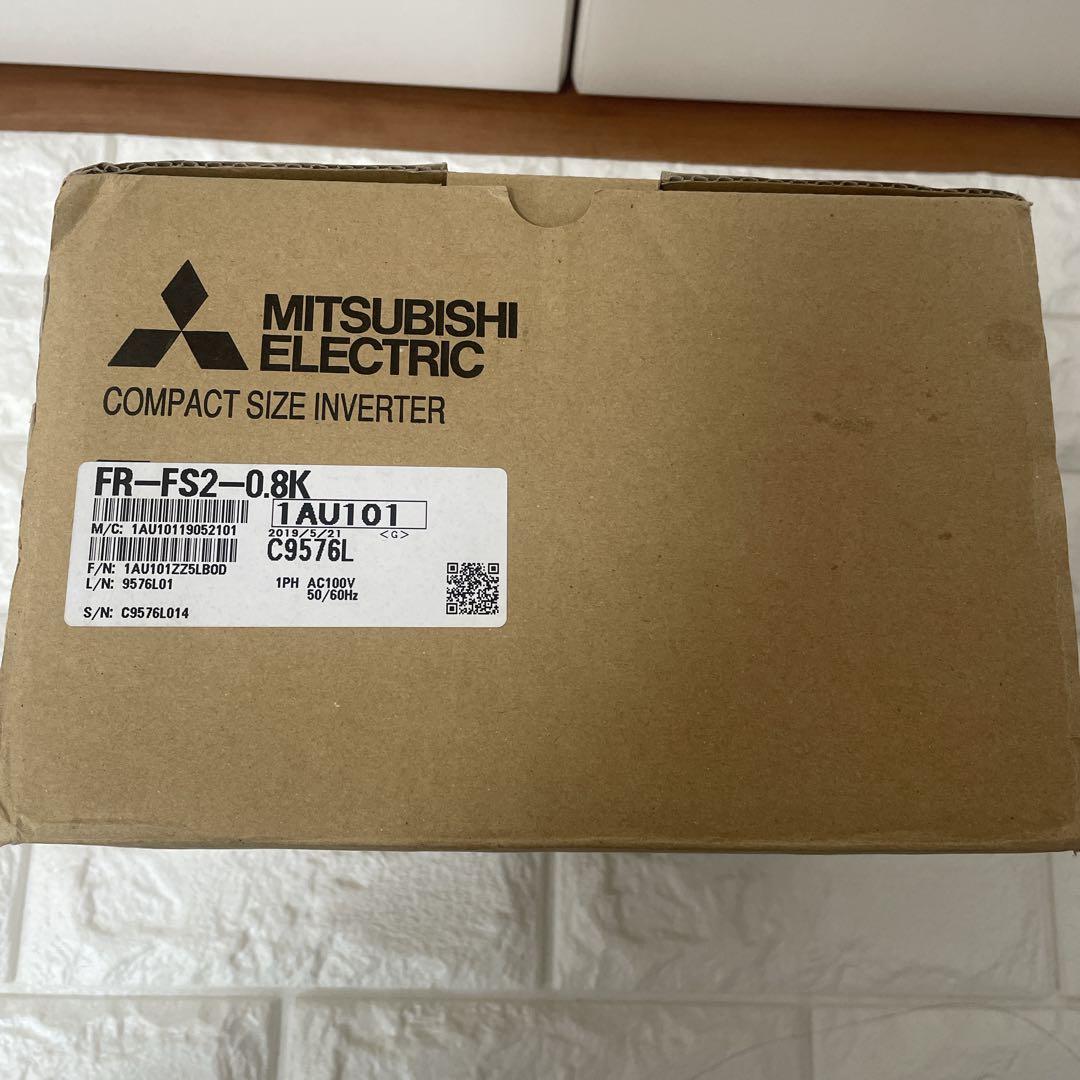 MITSUBISHI
ELECTRIC
COMPACT SIZE INVERTER
FR-FS2-0.8K
1AU101
M/C: 1AU10119052101
2019/5/21 <G>
C9576L
F/N: 1AU101ZZ5LB0D
L/N: 9576L01
1PH AC100V
50/60Hz
S/N: C9576L014